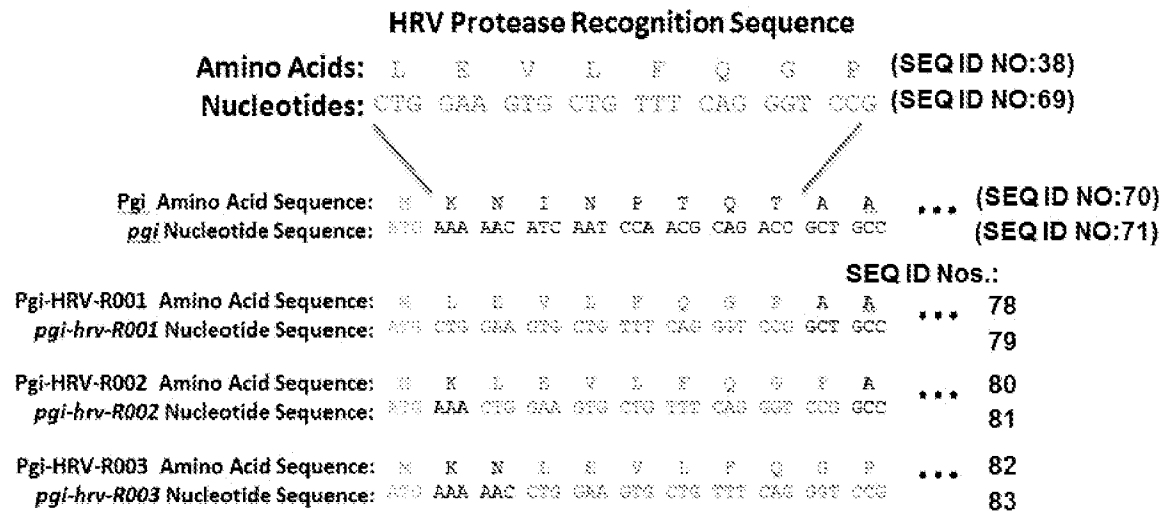 HRV Protease Recognition Sequence
Amino Acids: L E V L F Q G P (SEQ ID NO:38)
Nucleotides: CTG GAA GTG CTG TTT CAG GGT CCG (SEQ ID NO:69)
Pgi Amino Acid Sequence: M K N I N P T Q T A A ••• (SEQ ID NO:70)
pgi Nucleotide Sequence: ATG AAA AAC ATC AAT CCA ACG CAG ACC GCT GCC (SEQ ID NO:71)
SEQ ID Nos.:
Pgi-HRV-R001 Amino Acid Sequence: M L E V L F Q G P A A ••• 78
pgi-hrv-R001 Nucleotide Sequence: ATG CTG GAA GTG CTG TTT CAG GGT CCG GCT GCC 79
Pgi-HRV-R002 Amino Acid Sequence: M K L E V L F Q G P A ••• 80
pgi-hrv-R002 Nucleotide Sequence: ATG AAA CTG GAA GTG CTG TTT CAG GGT CCG GCC 81
Pgi-HRV-R003 Amino Acid Sequence: M K N L E V L F Q G P ••• 82
pgi-hrv-R003 Nucleotide Sequence: ATG AAA AAC CTG GAA GTG CTG TTT CAG GGT CCG 83